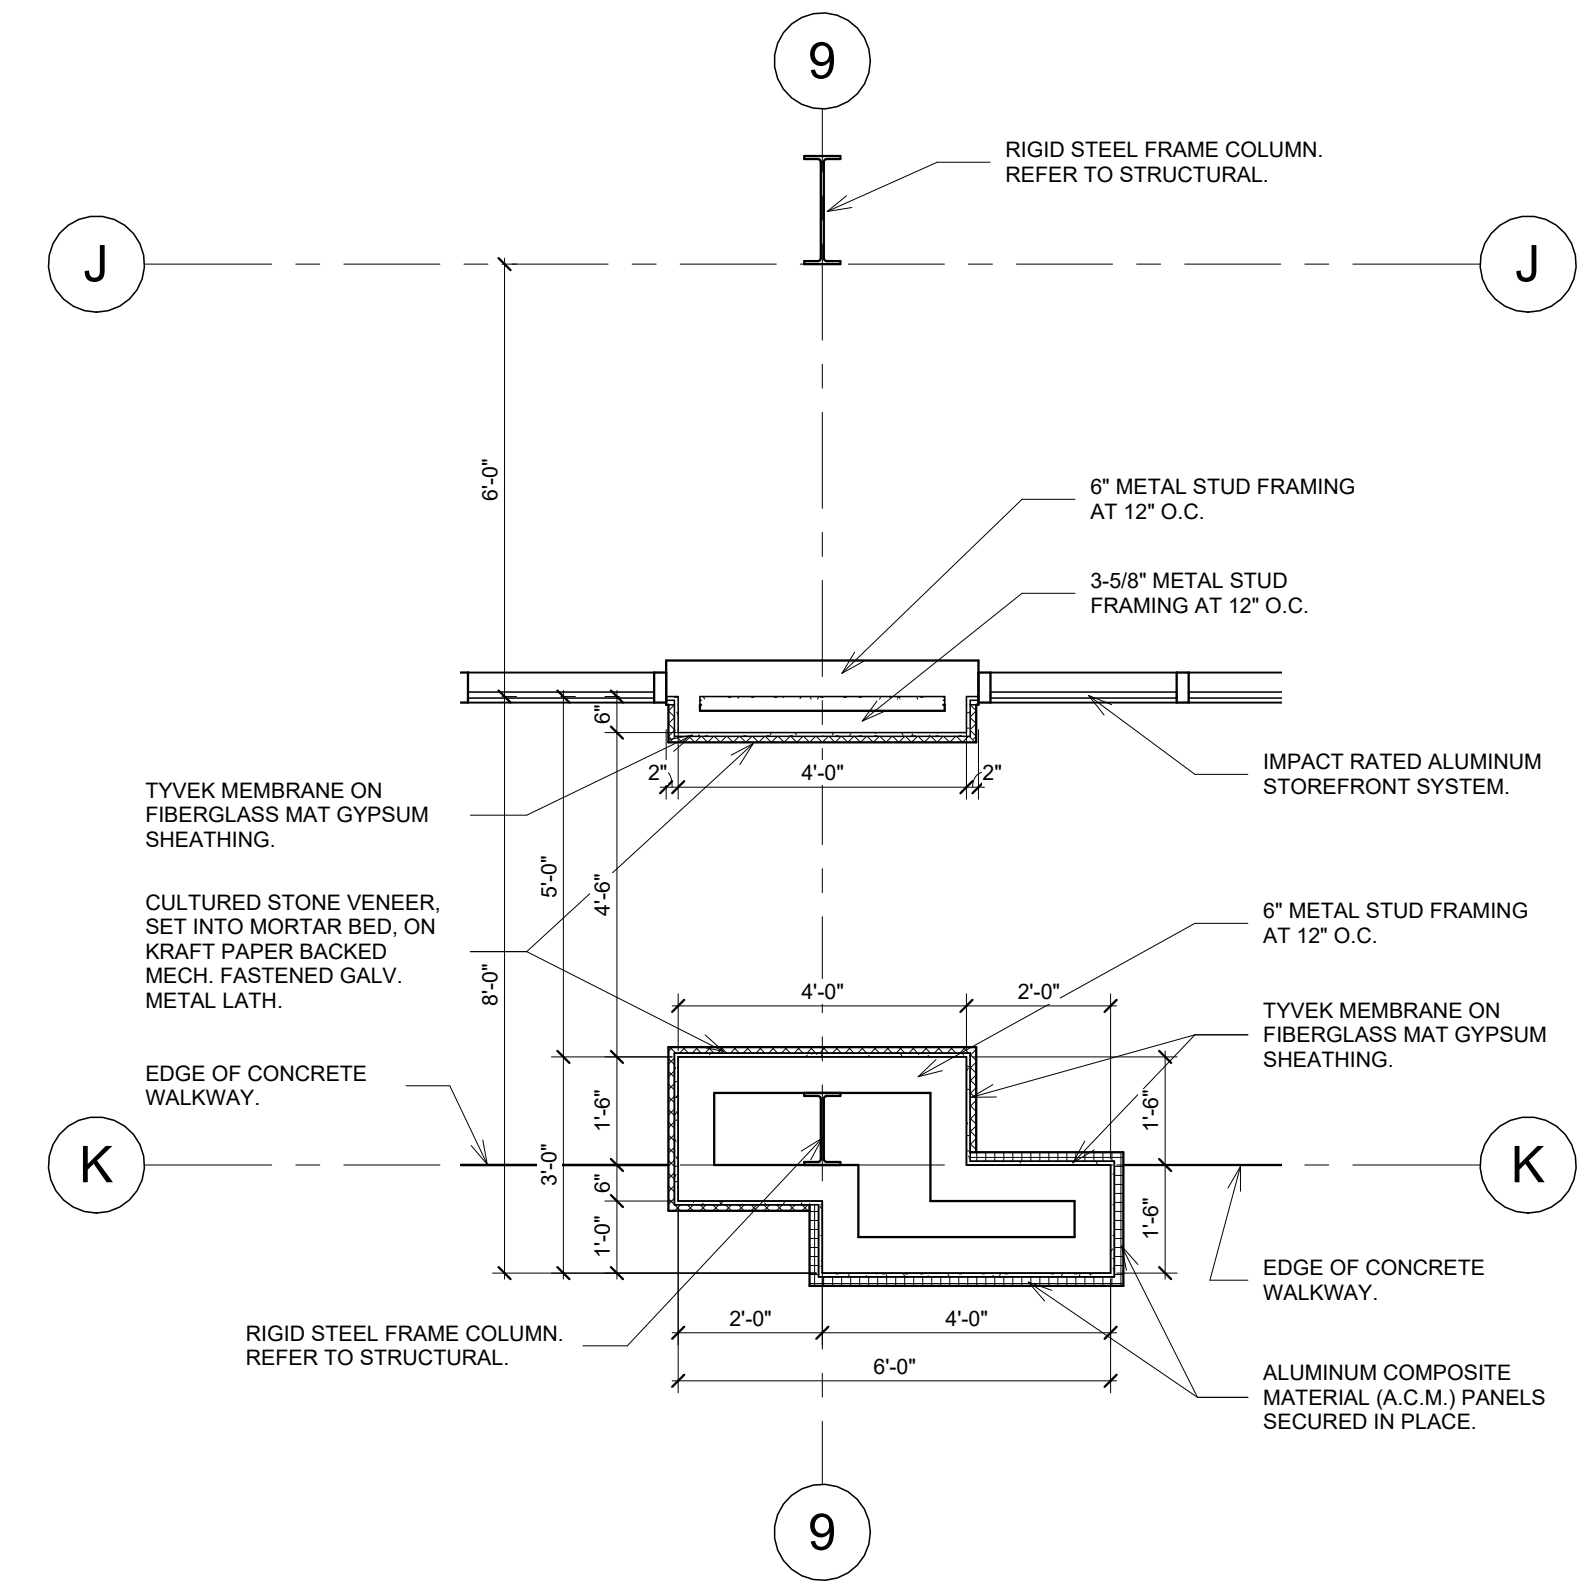 9
RIGID STEEL FRAME COLUMN.
REFER TO STRUCTURAL.
J
J
6'-0"
6" METAL STUD FRAMING
AT 12" O.C.
3-5/8" METAL STUD
FRAMING AT 12" O.C.
6"
2"
4'-0"
2"
IMPACT RATED ALUMINUM
STOREFRONT SYSTEM.
TYVEK MEMBRANE ON
FIBERGLASS MAT GYPSUM
SHEATHING.
5'-0"
4'-6"
CULTURED STONE VENEER,
SET INTO MORTAR BED, ON
KRAFT PAPER BACKED
MECH. FASTENED GALV.
METAL LATH.
8'-0"
6" METAL STUD FRAMING
AT 12" O.C.
4'-0"
2'-0"
TYVEK MEMBRANE ON
FIBERGLASS MAT GYPSUM
SHEATHING.
EDGE OF CONCRETE
WALKWAY.
1'-6"
1'-6"
K
3'-0"
K
6"
1'-0"
1'-6"
EDGE OF CONCRETE
WALKWAY.
RIGID STEEL FRAME COLUMN.
REFER TO STRUCTURAL.
2'-0"
4'-0"
6'-0"
ALUMINUM COMPOSITE
MATERIAL (A.C.M.) PANELS
SECURED IN PLACE.
9